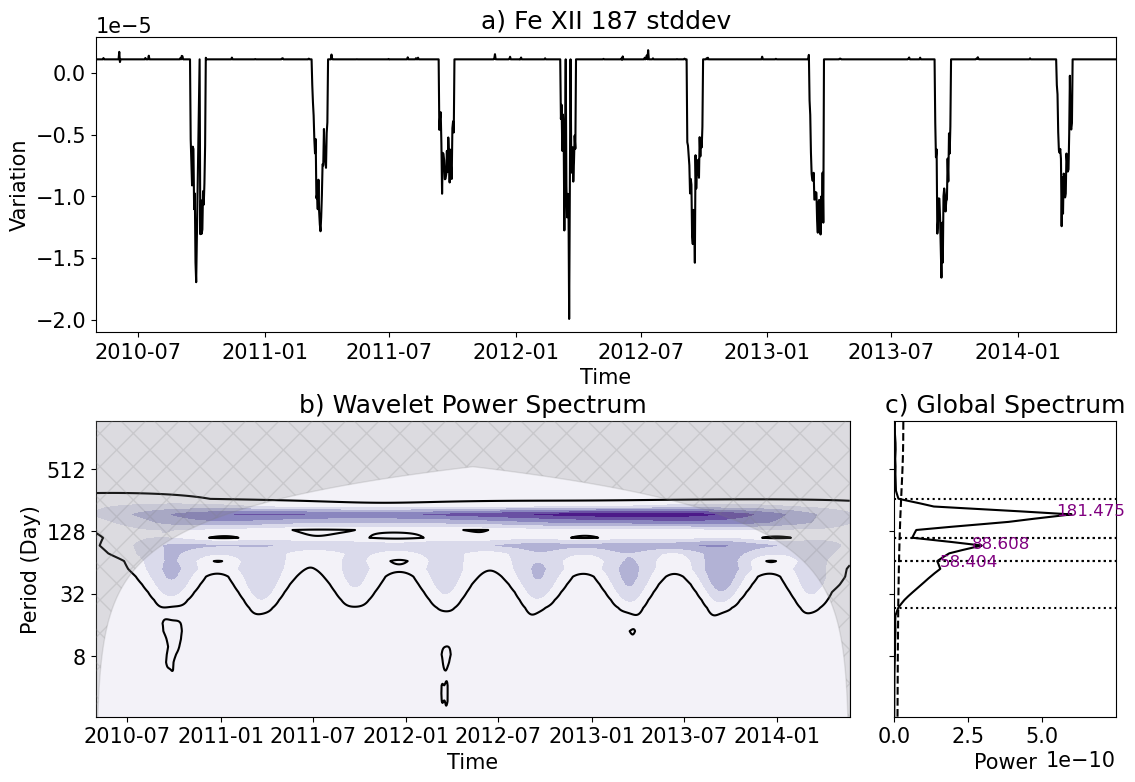 a) Fe XII 187 stddev
1e−5
0.0
−0.5
−1.0
−1.5
−2.0
Variation
2010-07 2011-01 2011-07 2012-01 2012-07 2013-01 2013-07 2014-01
Time
b) Wavelet Power Spectrum
512
128
32
8
Period (Day)
2010-07 2011-01 2011-07 2012-01 2012-07 2013-01 2013-07 2014-01
Time
c) Global Spectrum
181.475
88.608
58.404
0.0 2.5 5.0
Power 1e−10